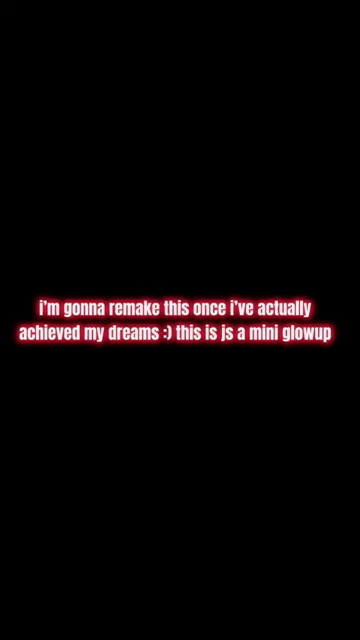 i’m gonna remake this once i’ve actually
achieved my dreams :) this is js a mini glowup